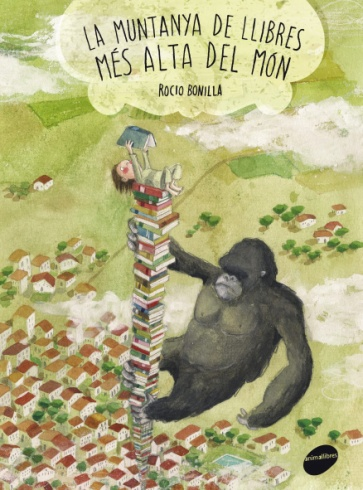 LA MUNTANYA DE LLIBRES
MÉS ALTA DEL MÓN
ROCIO BONILLA
animallibres